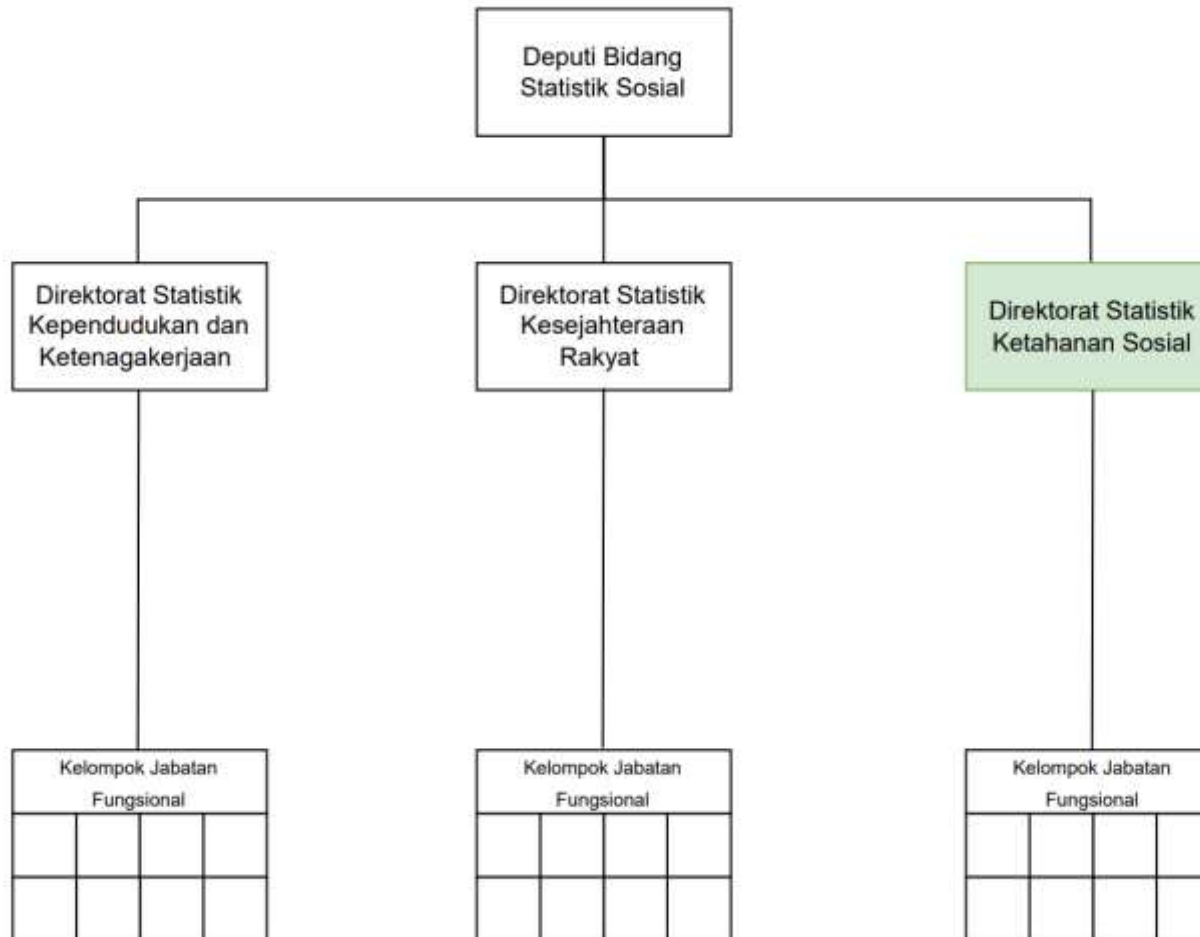 Deputi Bidang
Statistik Sosial
Direktorat Statistik
Kependudukan dan
Ketenagakerjaan
Direktorat Statistik
Kesejahteraan
Rakyat
Direktorat Statistik
Ketahanan Sosial
Kelompok Jabatan
Fungsional
Kelompok Jabatan
Fungsional
Kelompok Jabatan
Fungsional